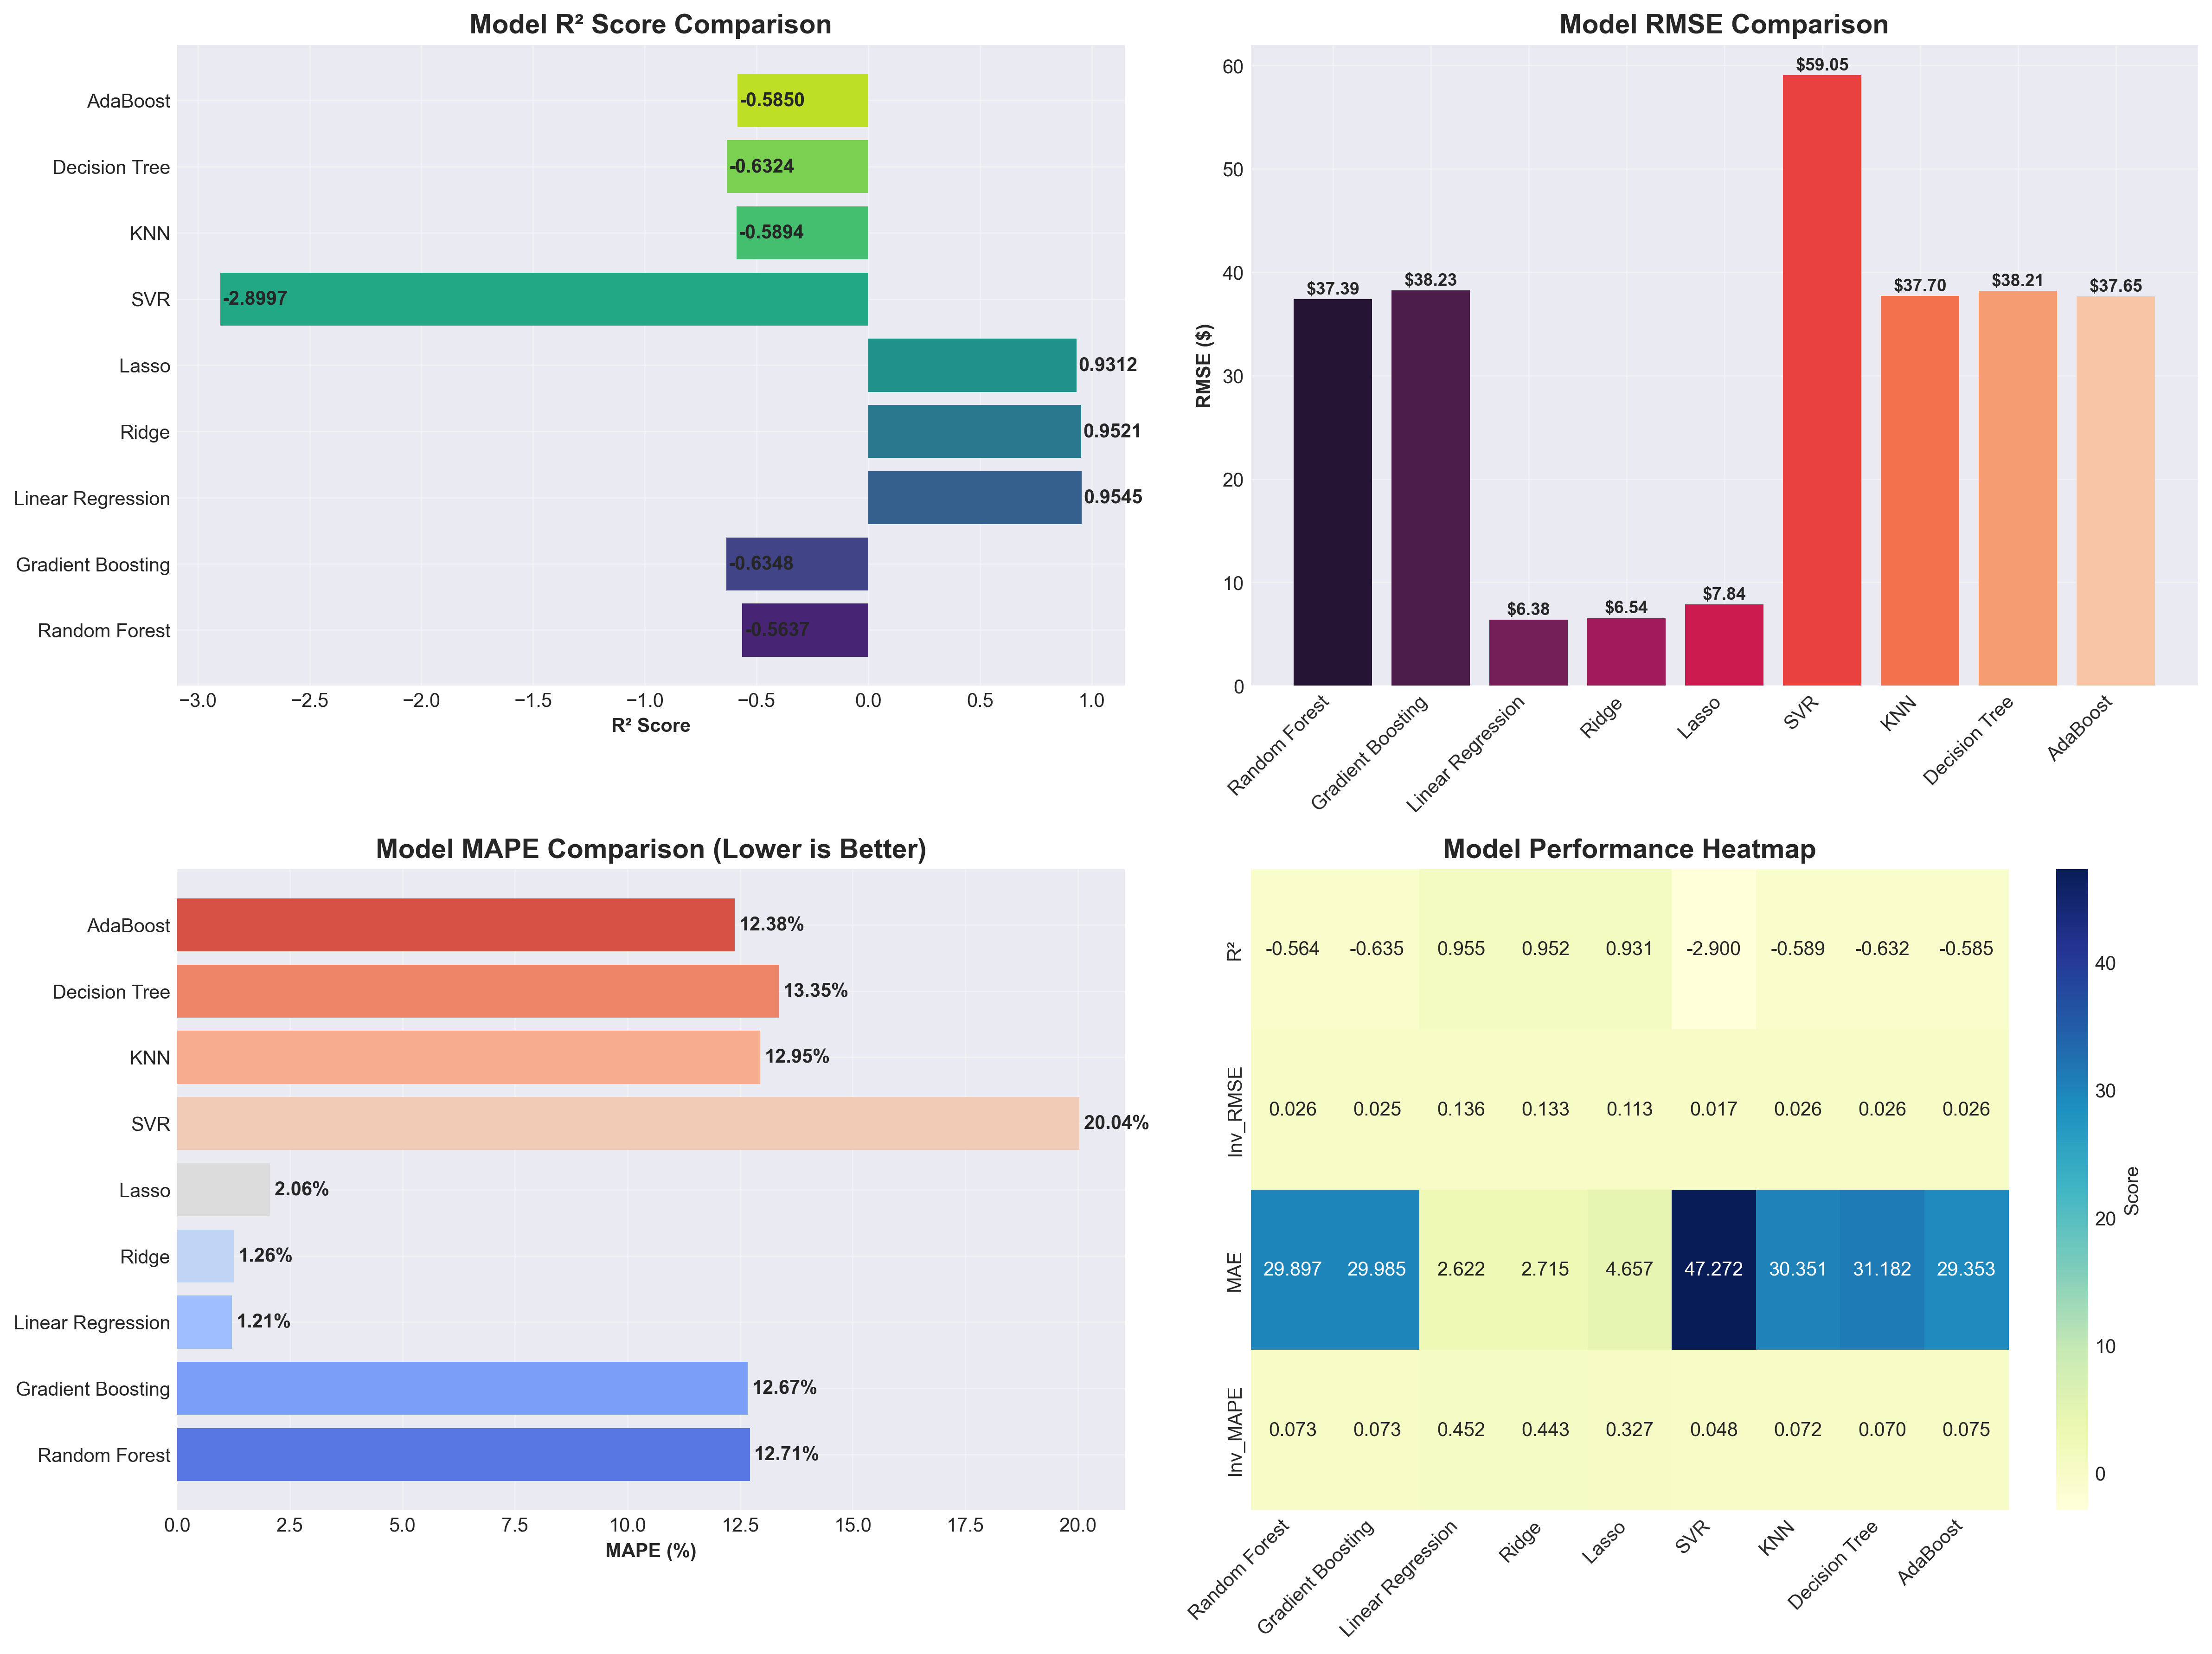 Model R² Score Comparison
AdaBoost
-0.5850
Decision Tree
-0.6324
KNN
-0.5894
SVR
-2.8997
Lasso
0.9312
Ridge
0.9521
Linear Regression
0.9545
Gradient Boosting
-0.6348
Random Forest
-0.5637
−3.0 −2.5 −2.0 −1.5 −1.0 −0.5 0.0 0.5 1.0
R² Score
Model RMSE Comparison
RMSE ($)
60
50
40
30
20
10
0
$37.39
$38.23
$6.38
$6.54
$7.84
$59.05
$37.70
$38.21
$37.65
Random Forest
Gradient Boosting
Linear Regression
Ridge
Lasso
SVR
KNN
Decision Tree
AdaBoost
Model MAPE Comparison (Lower is Better)
AdaBoost
12.38%
Decision Tree
13.35%
KNN
12.95%
SVR
20.04%
Lasso
2.06%
Ridge
1.26%
Linear Regression
1.21%
Gradient Boosting
12.67%
Random Forest
12.71%
0.0 2.5 5.0 7.5 10.0 12.5 15.0 17.5 20.0
MAPE (%)
Model Performance Heatmap
R²
-0.564 -0.635 0.955 0.952 0.931 -2.900 -0.589 -0.632 -0.585
Inv_RMSE
0.026 0.025 0.136 0.133 0.113 0.017 0.026 0.026 0.026
MAE
29.897 29.985 2.622 2.715 4.657 47.272 30.351 31.182 29.353
Inv_MAPE
0.073 0.073 0.452 0.443 0.327 0.048 0.072 0.070 0.075
Random Forest
Gradient Boosting
Linear Regression
Ridge
Lasso
SVR
KNN
Decision Tree
AdaBoost
40
30
20
10
0
Score